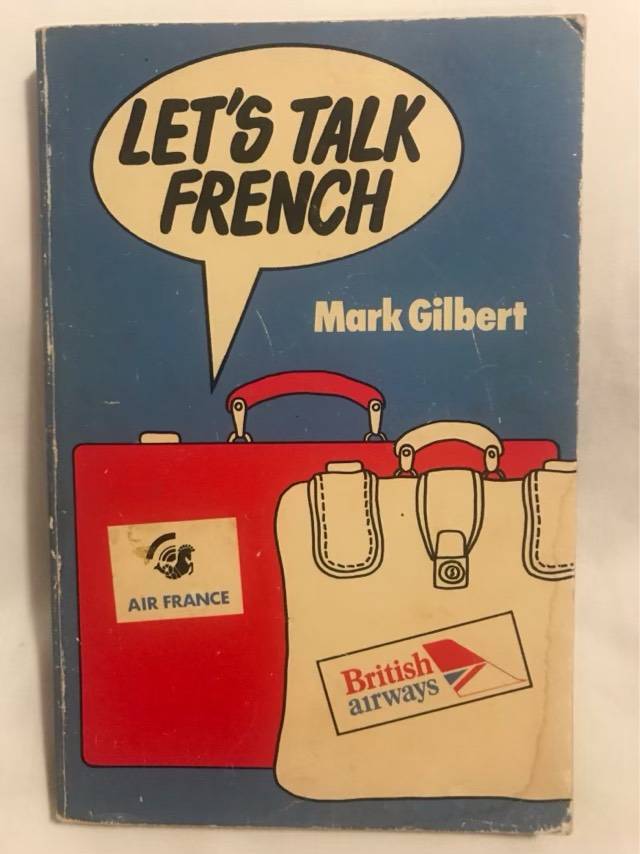 LET'S TALK
FRENCH
Mark Gilbert
AIR FRANCE
British
airways